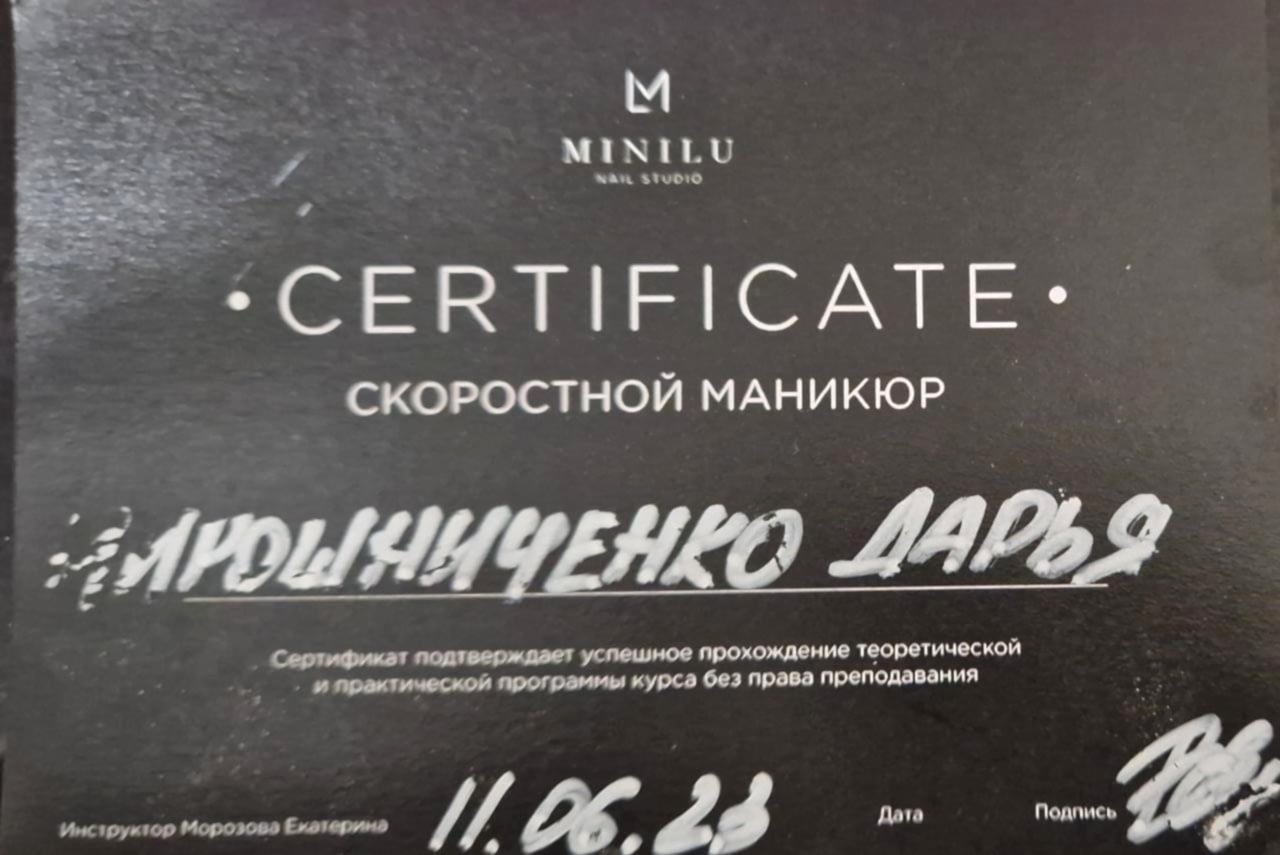 MINILU
NAIL STUDIO
• CERTIFICATE •
СКОРОСТНОЙ МАНИКЮР
МИРОШНИЧЕНКО ДАРЬЯ
Сертификат подтверждает успешное прохождение теоретической
и практической программы курса без права преподавания
Инструктор Морозова Екатерина 11.06.23 Дата Подпись